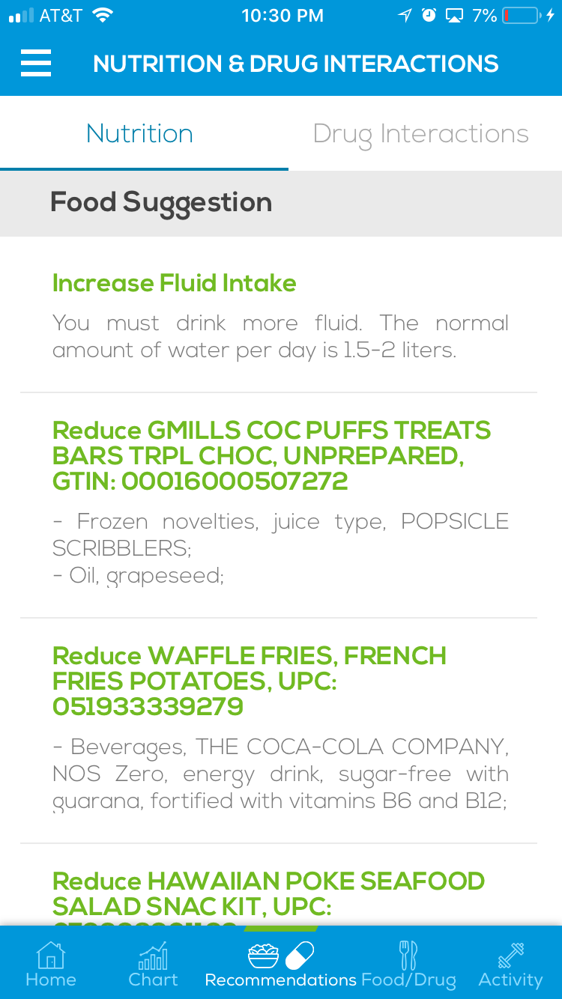 AT&T 10:30 PM 7%
NUTRITION & DRUG INTERACTIONS
Nutrition Drug Interactions
Food Suggestion
Increase Fluid Intake
You must drink more fluid. The normal
amount of water per day is 1.5-2 liters.
Reduce GMILLS COC PUFFS TREATS
BARS TRPL CHOC, UNPREPARED,
GTIN: 00016000507272
- Frozen novelties, juice type, POPSICLE
SCRIBBLERS;
- Oil, grapeseed;
Reduce WAFFLE FRIES, FRENCH
FRIES POTATOES, UPC:
051933339279
- Beverages, THE COCA-COLA COMPANY,
NOS Zero, energy drink, sugar-free with
guarana, fortified with vitamins B6 and B12;
Reduce HAWAIIAN POKE SEAFOOD
SALAD SNAC KIT, UPC:
Home Chart Recommendations Food/Drug Activity